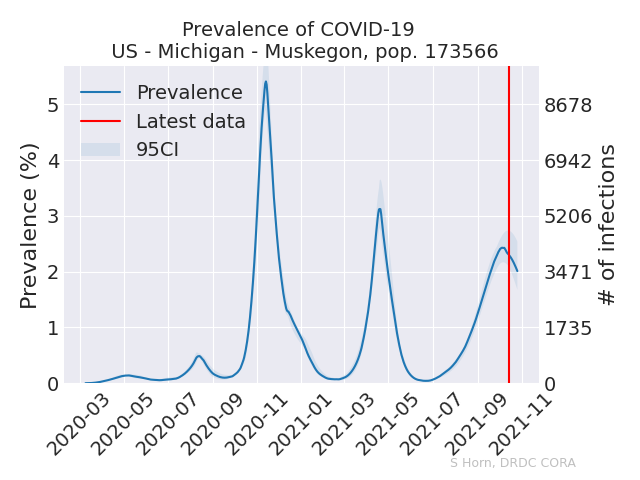 Prevalence of COVID-19
US - Michigan - Muskegon, pop. 173566
Prevalence
Latest data
95CI
Prevalence (%)
5
4
3
2
1
0
8678
6942
5206
3471
1735
0
# of infections
2020-03
2020-05
2020-07
2020-09
2020-11
2021-01
2021-03
2021-05
2021-07
2021-09
2021-11
S Horn, DRDC CORA